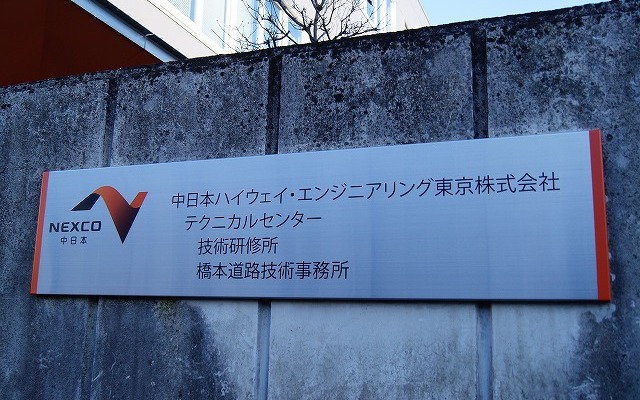 NEXCO
中日本
中日本ハイウェイ・エンジニアリング東京株式会社
テクニカルセンター
技術研修所
橋本道路技術事務所